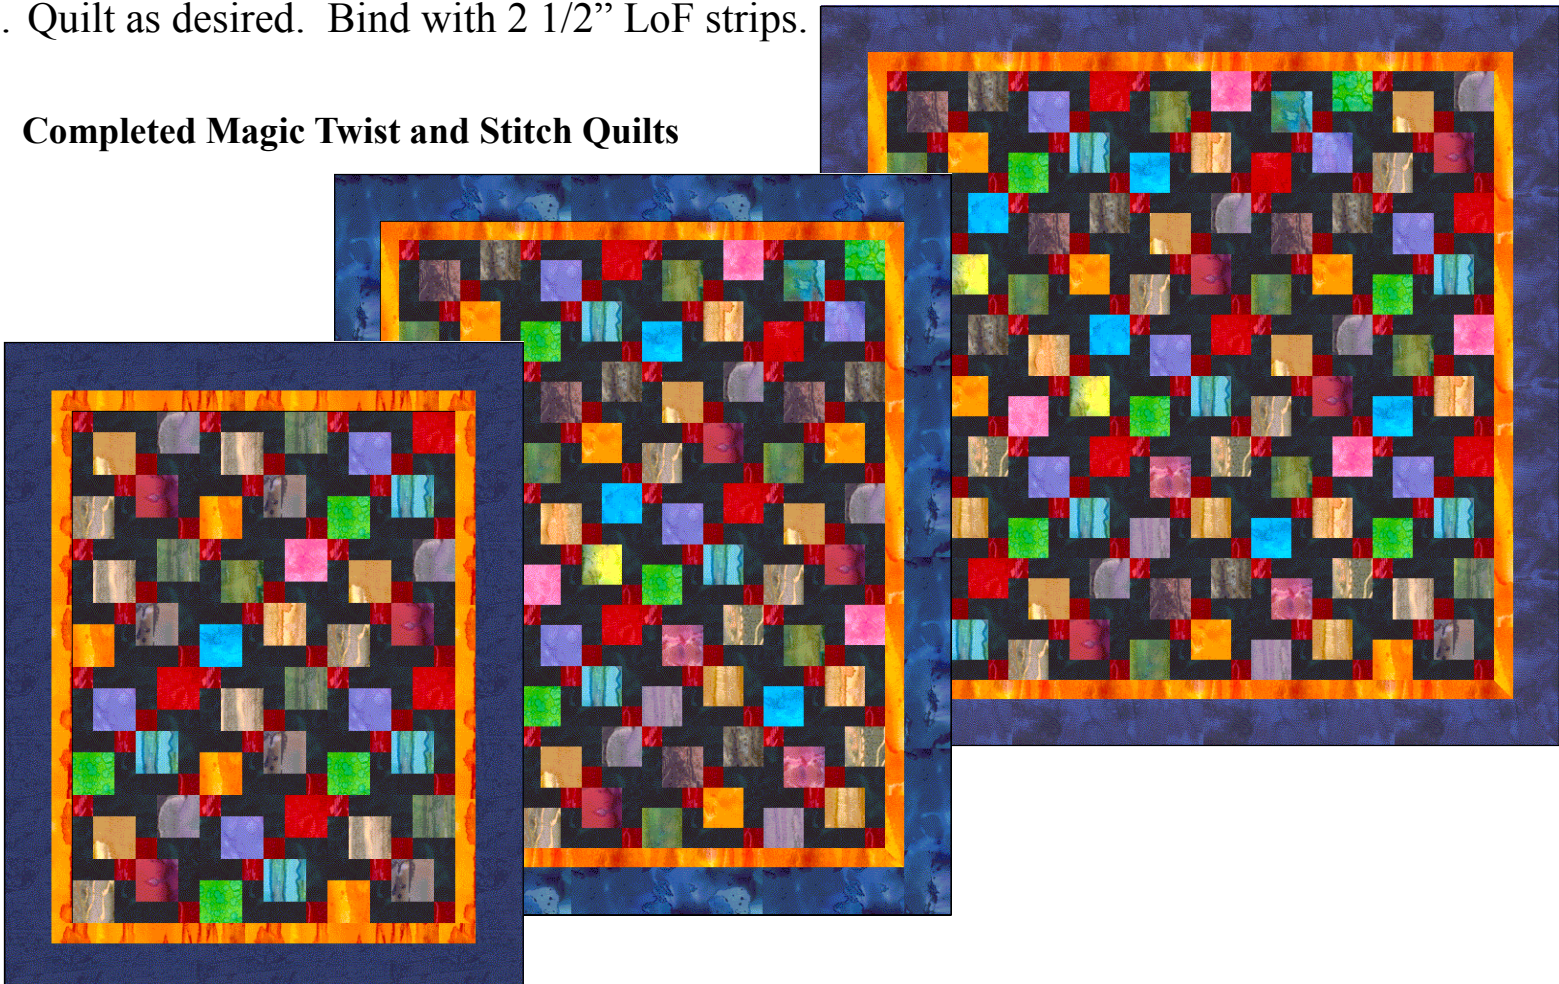 . Quilt as desired.  Bind with 2 1/2” LoF strips.
Completed Magic Twist and Stitch Quilts